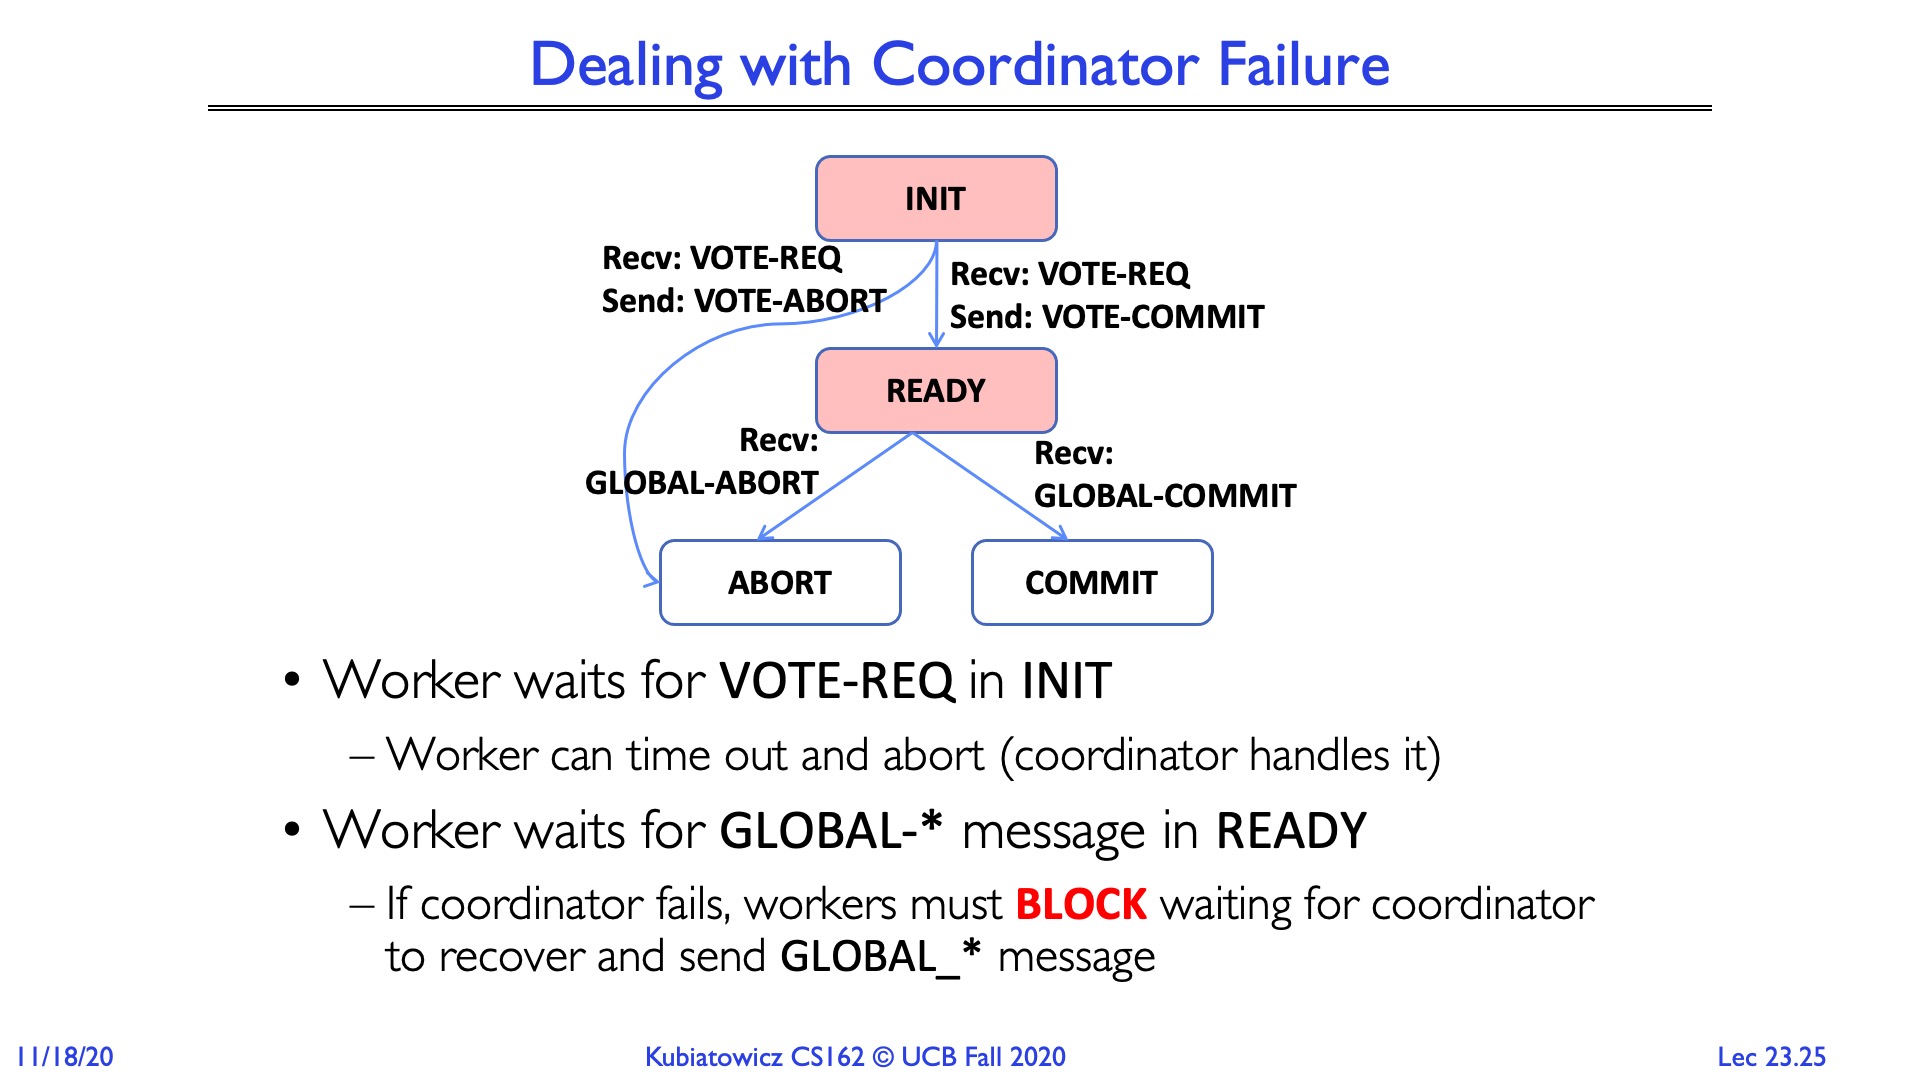 Dealing with Coordinator Failure
INIT
Recv: VOTE-REQ
Send: VOTE-ABORT
Recv: VOTE-REQ
Send: VOTE-COMMIT
READY
Recv:
GLOBAL-ABORT
Recv:
GLOBAL-COMMIT
ABORT
COMMIT
• Worker waits for VOTE-REQ in INIT
– Worker can time out and abort (coordinator handles it)
• Worker waits for GLOBAL-* message in READY
– If coordinator fails, workers must BLOCK waiting for coordinator
to recover and send GLOBAL_* message
11/18/20
Kubiatowicz CS162 © UCB Fall 2020
Lec 23.25